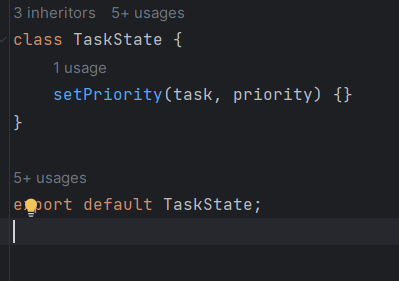 3 inheritors 5+ usages
class TaskState {
1 usage
setPriority(task, priority) {}
}
5+ usages
export default TaskState;